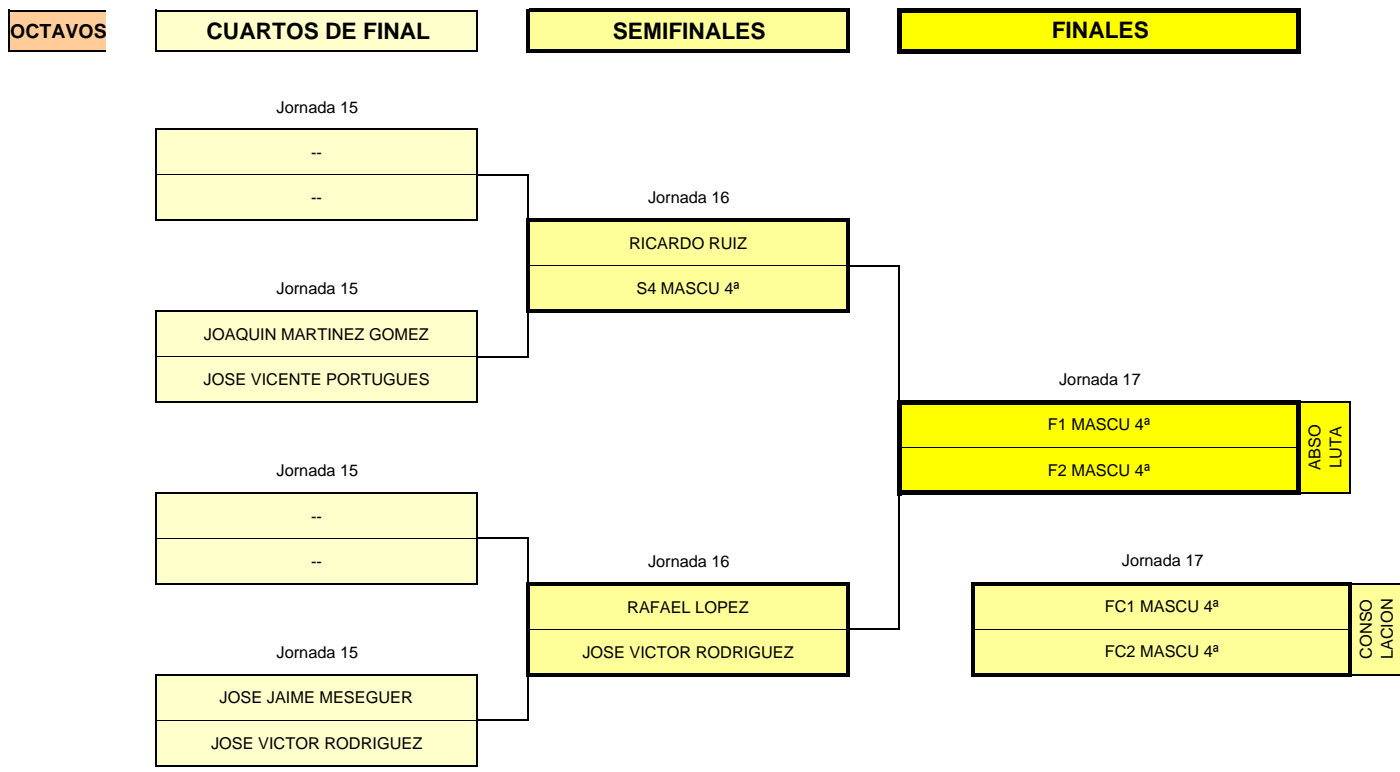 OCTAVOS
CUARTOS DE FINAL
SEMIFINALES
FINALES
Jornada 15
--
--
Jornada 16
RICARDO RUIZ
S4 MASCU 4ª
Jornada 15
JOAQUIN MARTINEZ GOMEZ
JOSE VICENTE PORTUGUES
Jornada 17
F1 MASCU 4ª
F2 MASCU 4ª
ABSO
LUTA
Jornada 15
--
--
Jornada 16
RAFAEL LOPEZ
JOSE VICTOR RODRIGUEZ
Jornada 17
FC1 MASCU 4ª
FC2 MASCU 4ª
CONSO
LACION
Jornada 15
JOSE JAIME MESEGUER
JOSE VICTOR RODRIGUEZ